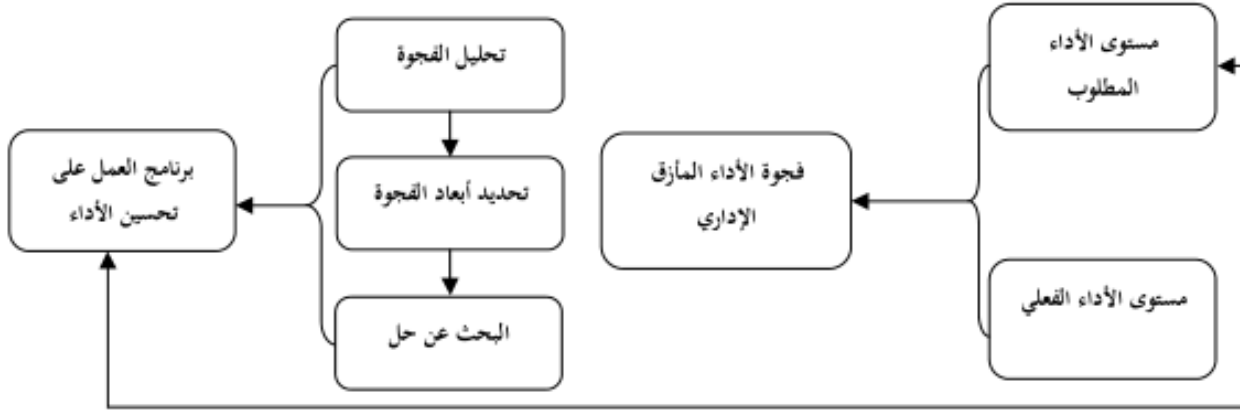 مستوى الأداء
المطلوب
مستوى الأداء الفعلي
فجوة الأداء المأزق
الإداري
تحليل الفجوة
تحديد أبعاد الفجوة
البحث عن حل
برنامج العمل على
تحسين الأداء